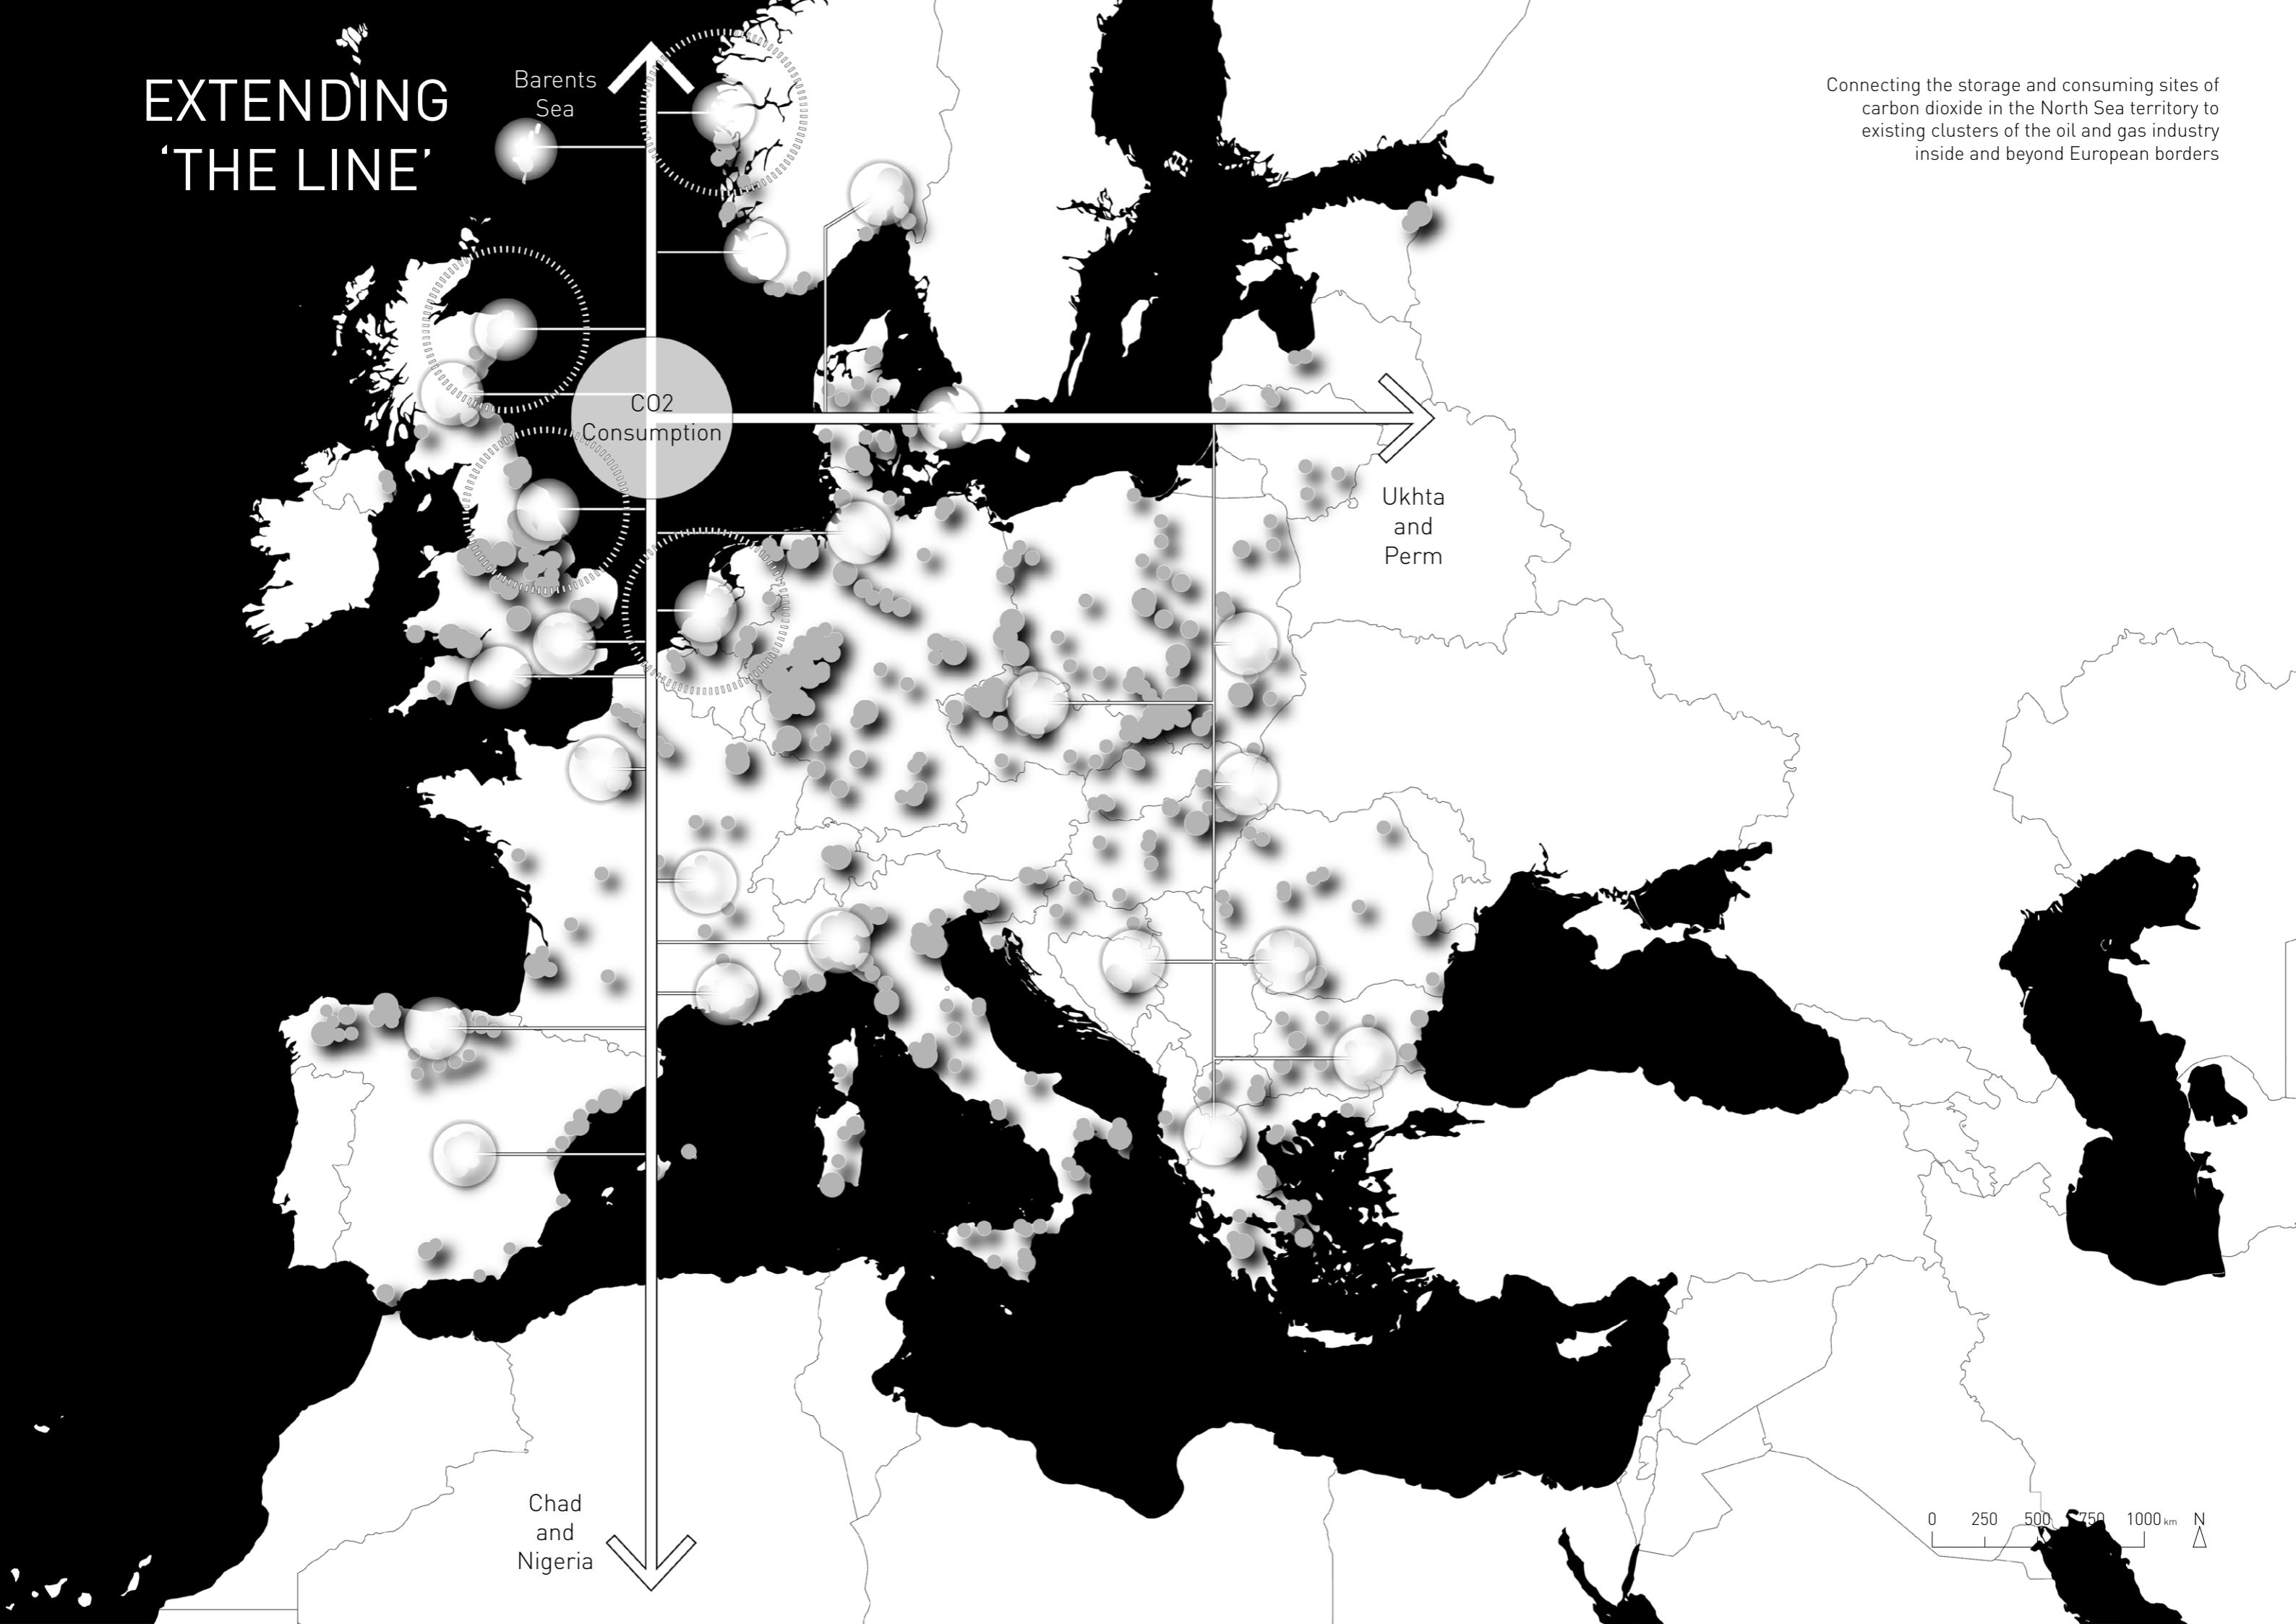 EXTENDING
‘THE LINE’
Barents
Sea
Connecting the storage and consuming sites of
carbon dioxide in the North Sea territory to
existing clusters of the oil and gas industry
inside and beyond European borders
CO2
Consumption
Ukhta
and
Perm
Chad
and
Nigeria
0 250 500 750 1000 km N